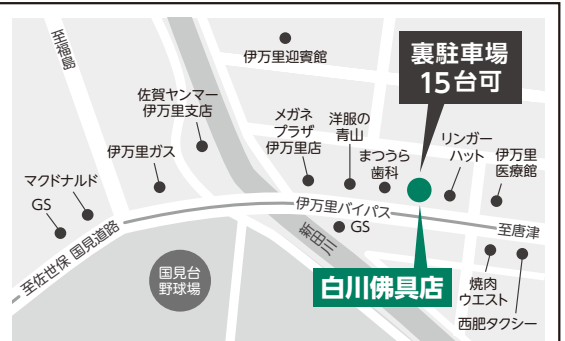 至福島
伊万里迎賓館
裏駐車場
15台可
佐賀ヤンマー
伊万里支店
メガネ
プラザ
伊万里店
洋服の
青山
まつうら
歯科
リンガー
ハット
伊万里
医療館
伊万里ガス
マクドナルド
GS
伊万里バイパス
GS
至唐津
新田川
至佐世保 国見道路
国見台
野球場
白川佛具店
焼肉
ウエスト
西肥タクシー